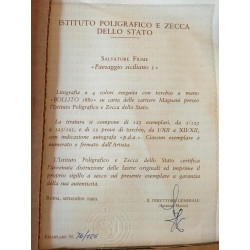 ISTITUTO POLIGRAFICO E ZECCA
DELLO STATO
SALVATORE FIUME
«Paesaggio siciliano 1»
Litografia a 4 colori eseguita con torchio a mano
«BOLLITO 1880» su carta delle cartiere Magnani presso
l'Istituto Poligrafico e Zecca dello Stato.
La tiratura si compone di 125 esemplari, da 1/125
a 125/125, e di 12 prove di torchio, da I/XII a XII/XII,
con indicazione autografa «p.d.a.» Ciascun esemplare è
numerato e firmato dall'Artista.
L'Istituto Poligrafico e Zecca dello Stato certifica
l'avvenuta distruzione delle lastre originali ed imprime
il proprio sigillo a secco sul presente esemplare a garanzia
della sua autenticità.
ROMA, settembre
IL DIRETTORE GENERALE
ESEMPLARE N.